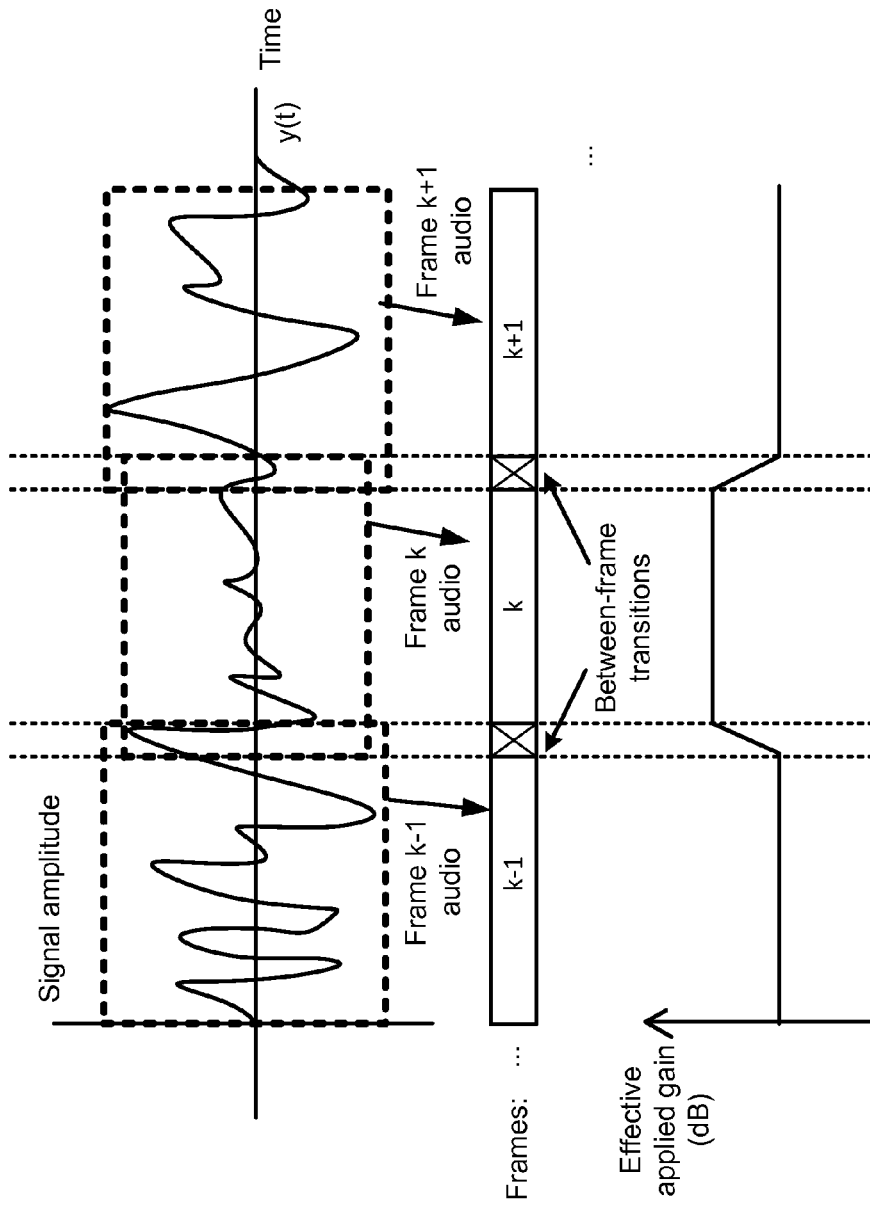 Signal amplitude
Time
y(t)
Frame k-1
audio
Frame k
audio
Frame k+1
audio
Frames:
...
k-1
k
k+1
...
Between-frame
transitions
Effective
applied gain
(dB)